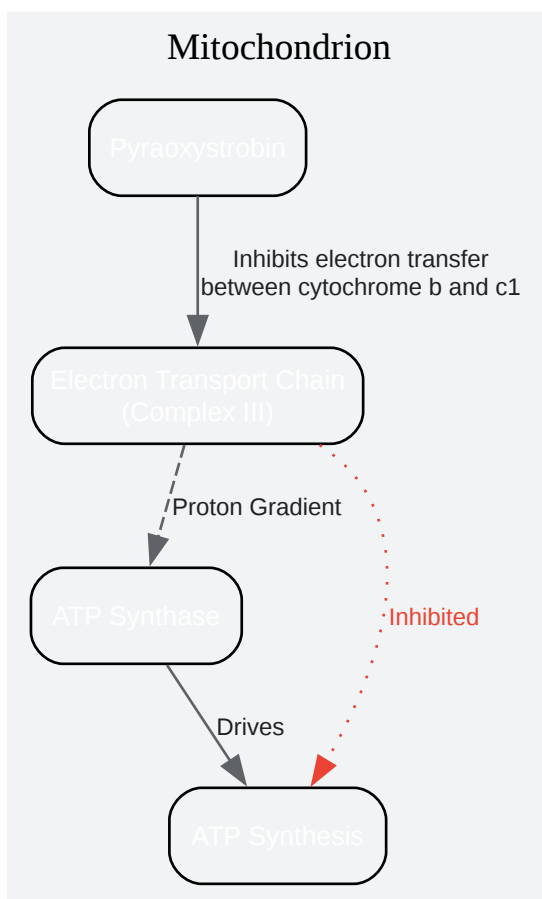 Mitochondrion
Pyraoxystrobin
Inhibits electron transfer
between cytochrome b and c1
Electron Transport Chain
(Complex III)
Proton Gradient
ATP Synthase
Inhibited
Drives
ATP Synthesis